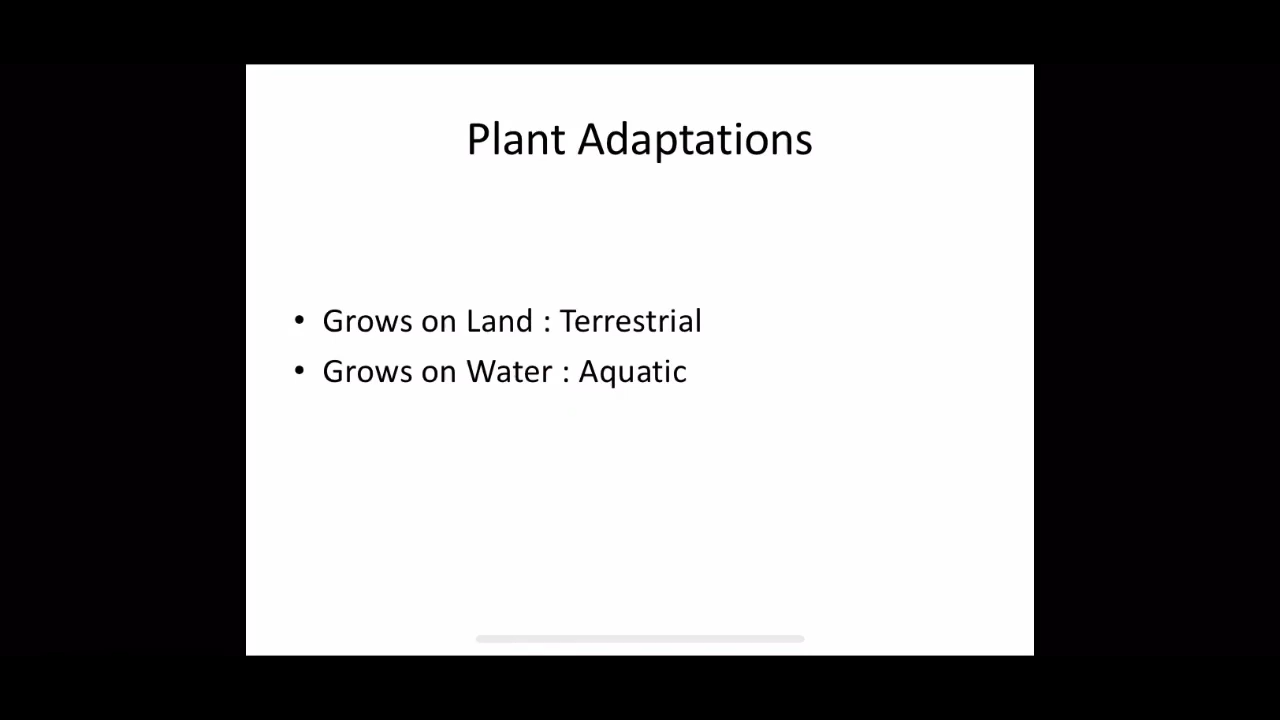 Plant Adaptations
• Grows on Land : Terrestrial
• Grows on Water : Aquatic